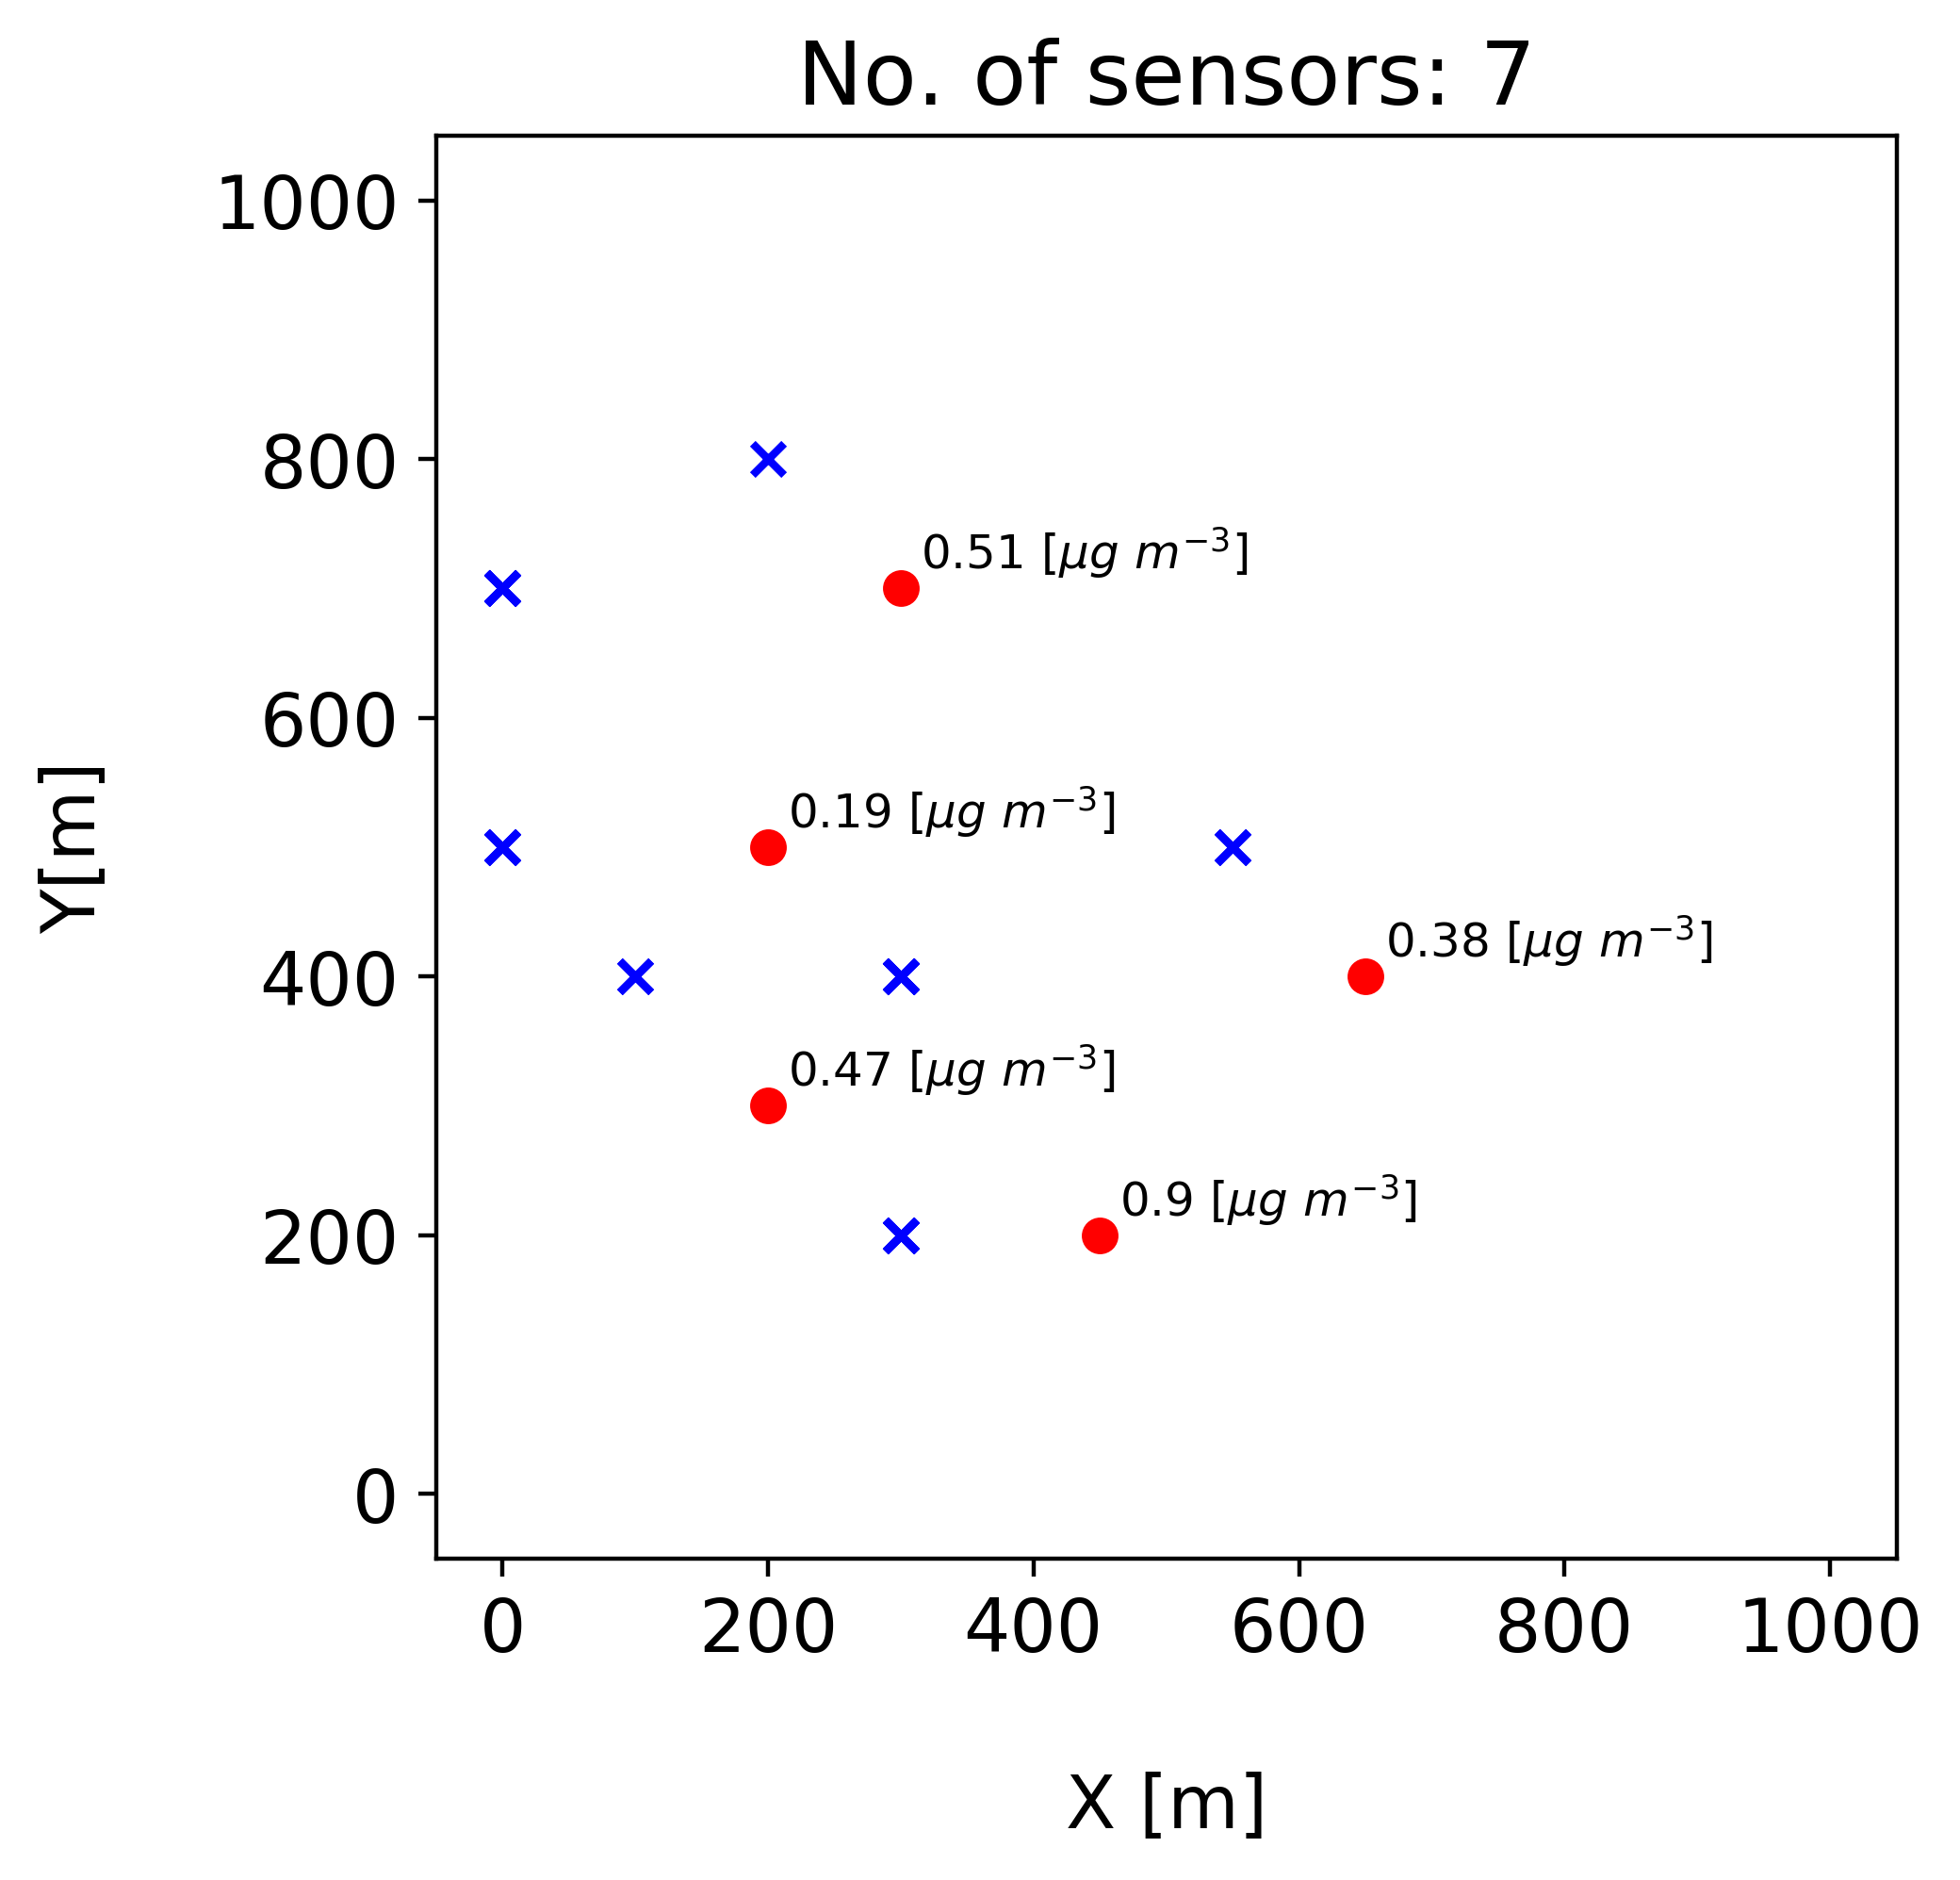 No. of sensors: 7
1000
800
600
400
200
0
Y[m]
0.51 [μg m⁻³]
0.19 [μg m⁻³]
0.38 [μg m⁻³]
0.47 [μg m⁻³]
0.9 [μg m⁻³]
0 200 400 600 800 1000
X [m]